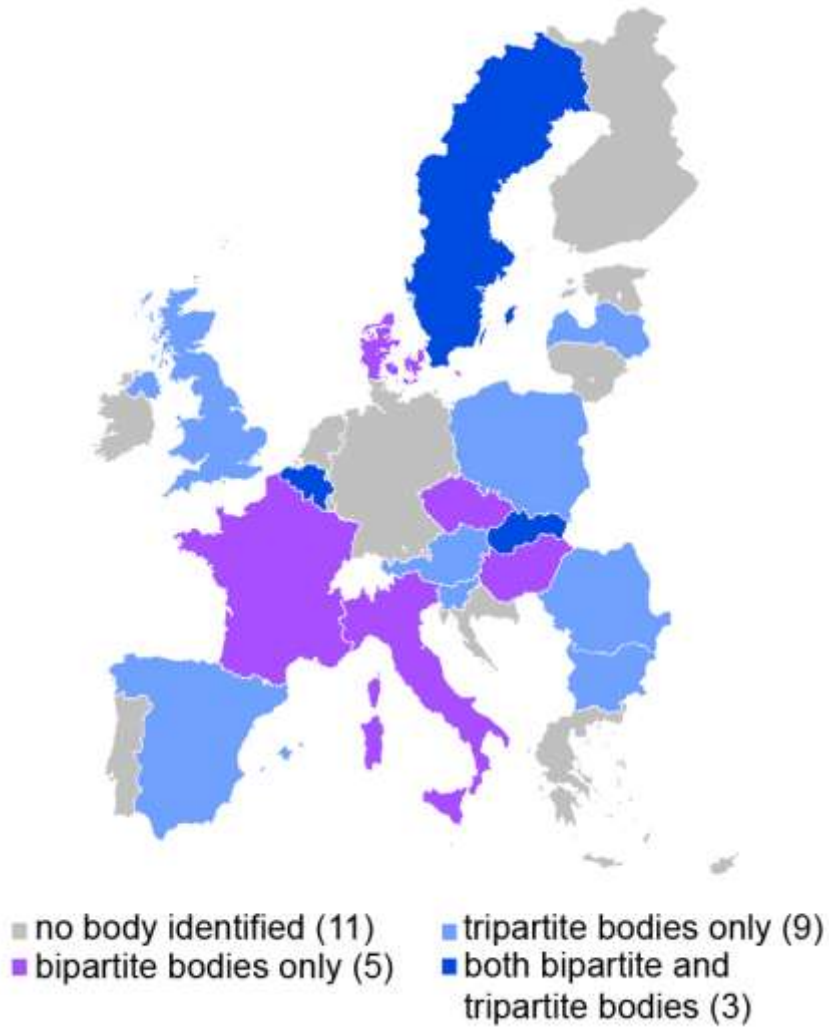 no body identified (11)
bipartite bodies only (5)
tripartite bodies only (9)
both bipartite and
tripartite bodies (3)